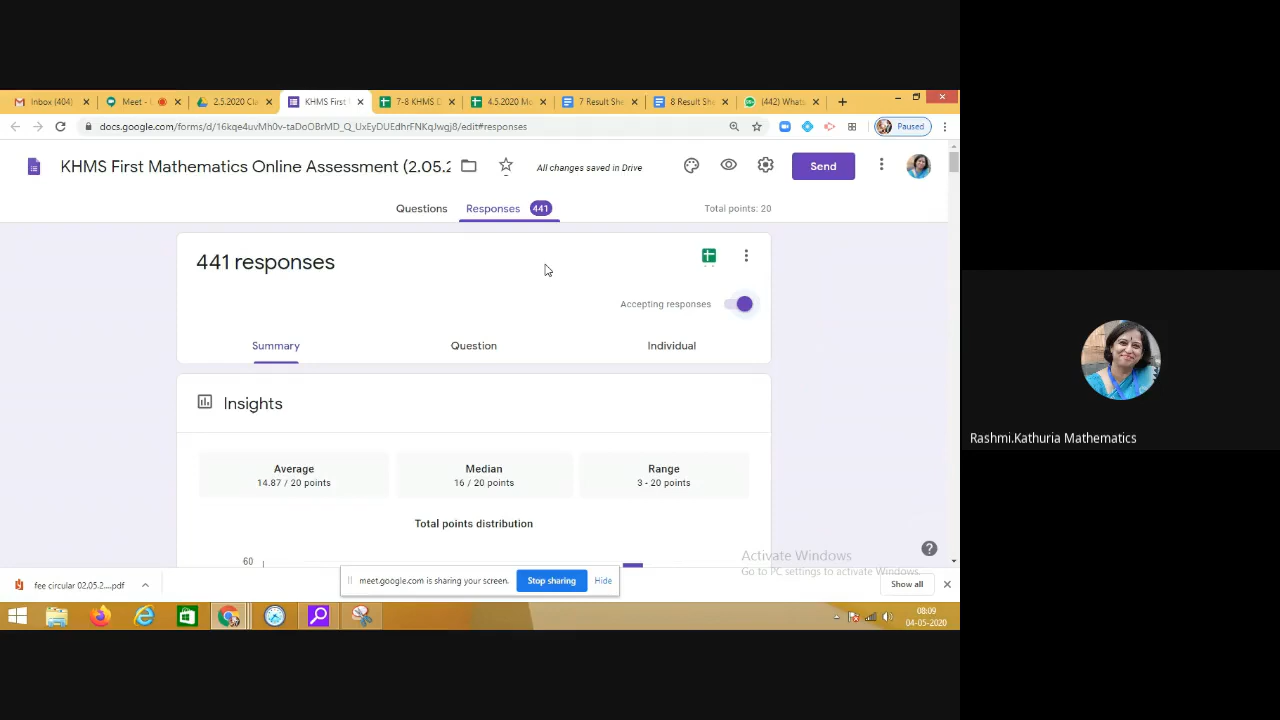 Inbox (404)
Meet -
2.5.2020 Cla
KHMS First
7-8 KHMS D
4.5.2020 Mo
7 Result She
8 Result She
(442) Whats
docs.google.com/forms/d/16kqe4uvMh0v-taDoOBrMD_Q_UxEyDUEdhrFNKqJwgj8/edit#responses
Paused
KHMS First Mathematics Online Assessment (2.05.2
All changes saved in Drive
Send
Questions
Responses
441
Total points: 20
441 responses
Accepting responses
Summary
Question
Individual
Insights
Average
14.87 / 20 points
Median
16 / 20 points
Range
3 - 20 points
Total points distribution
60
Activate Windows
Go to PC settings to activate Windows.
fee circular 02.05.2....pdf
meet.google.com is sharing your screen.
Stop sharing
Hide
Show all
08:09
04-05-2020
Rashmi.Kathuria Mathematics